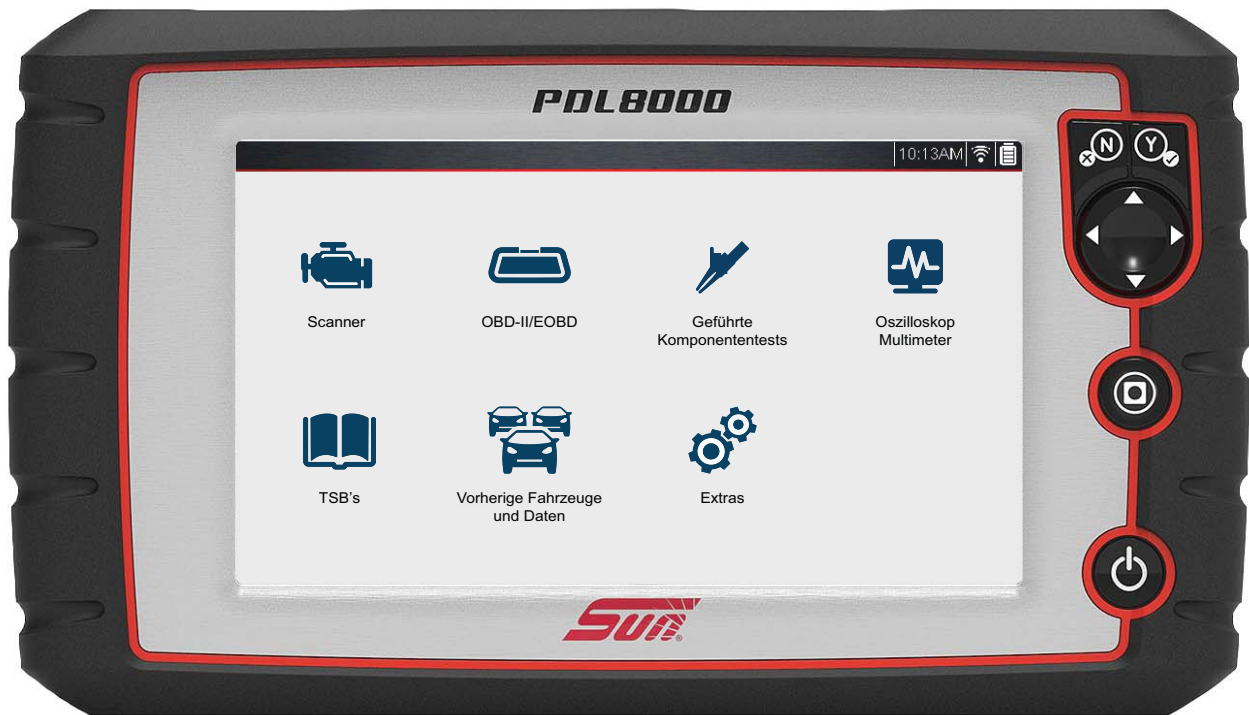 PDL8000
10:13AM
N Y
Scanner
OBD-II/EOBD
Geführte
Komponententests
Oszilloskop
Multimeter
TSB's
Vorherige Fahrzeuge
und Daten
Extras
Sun®